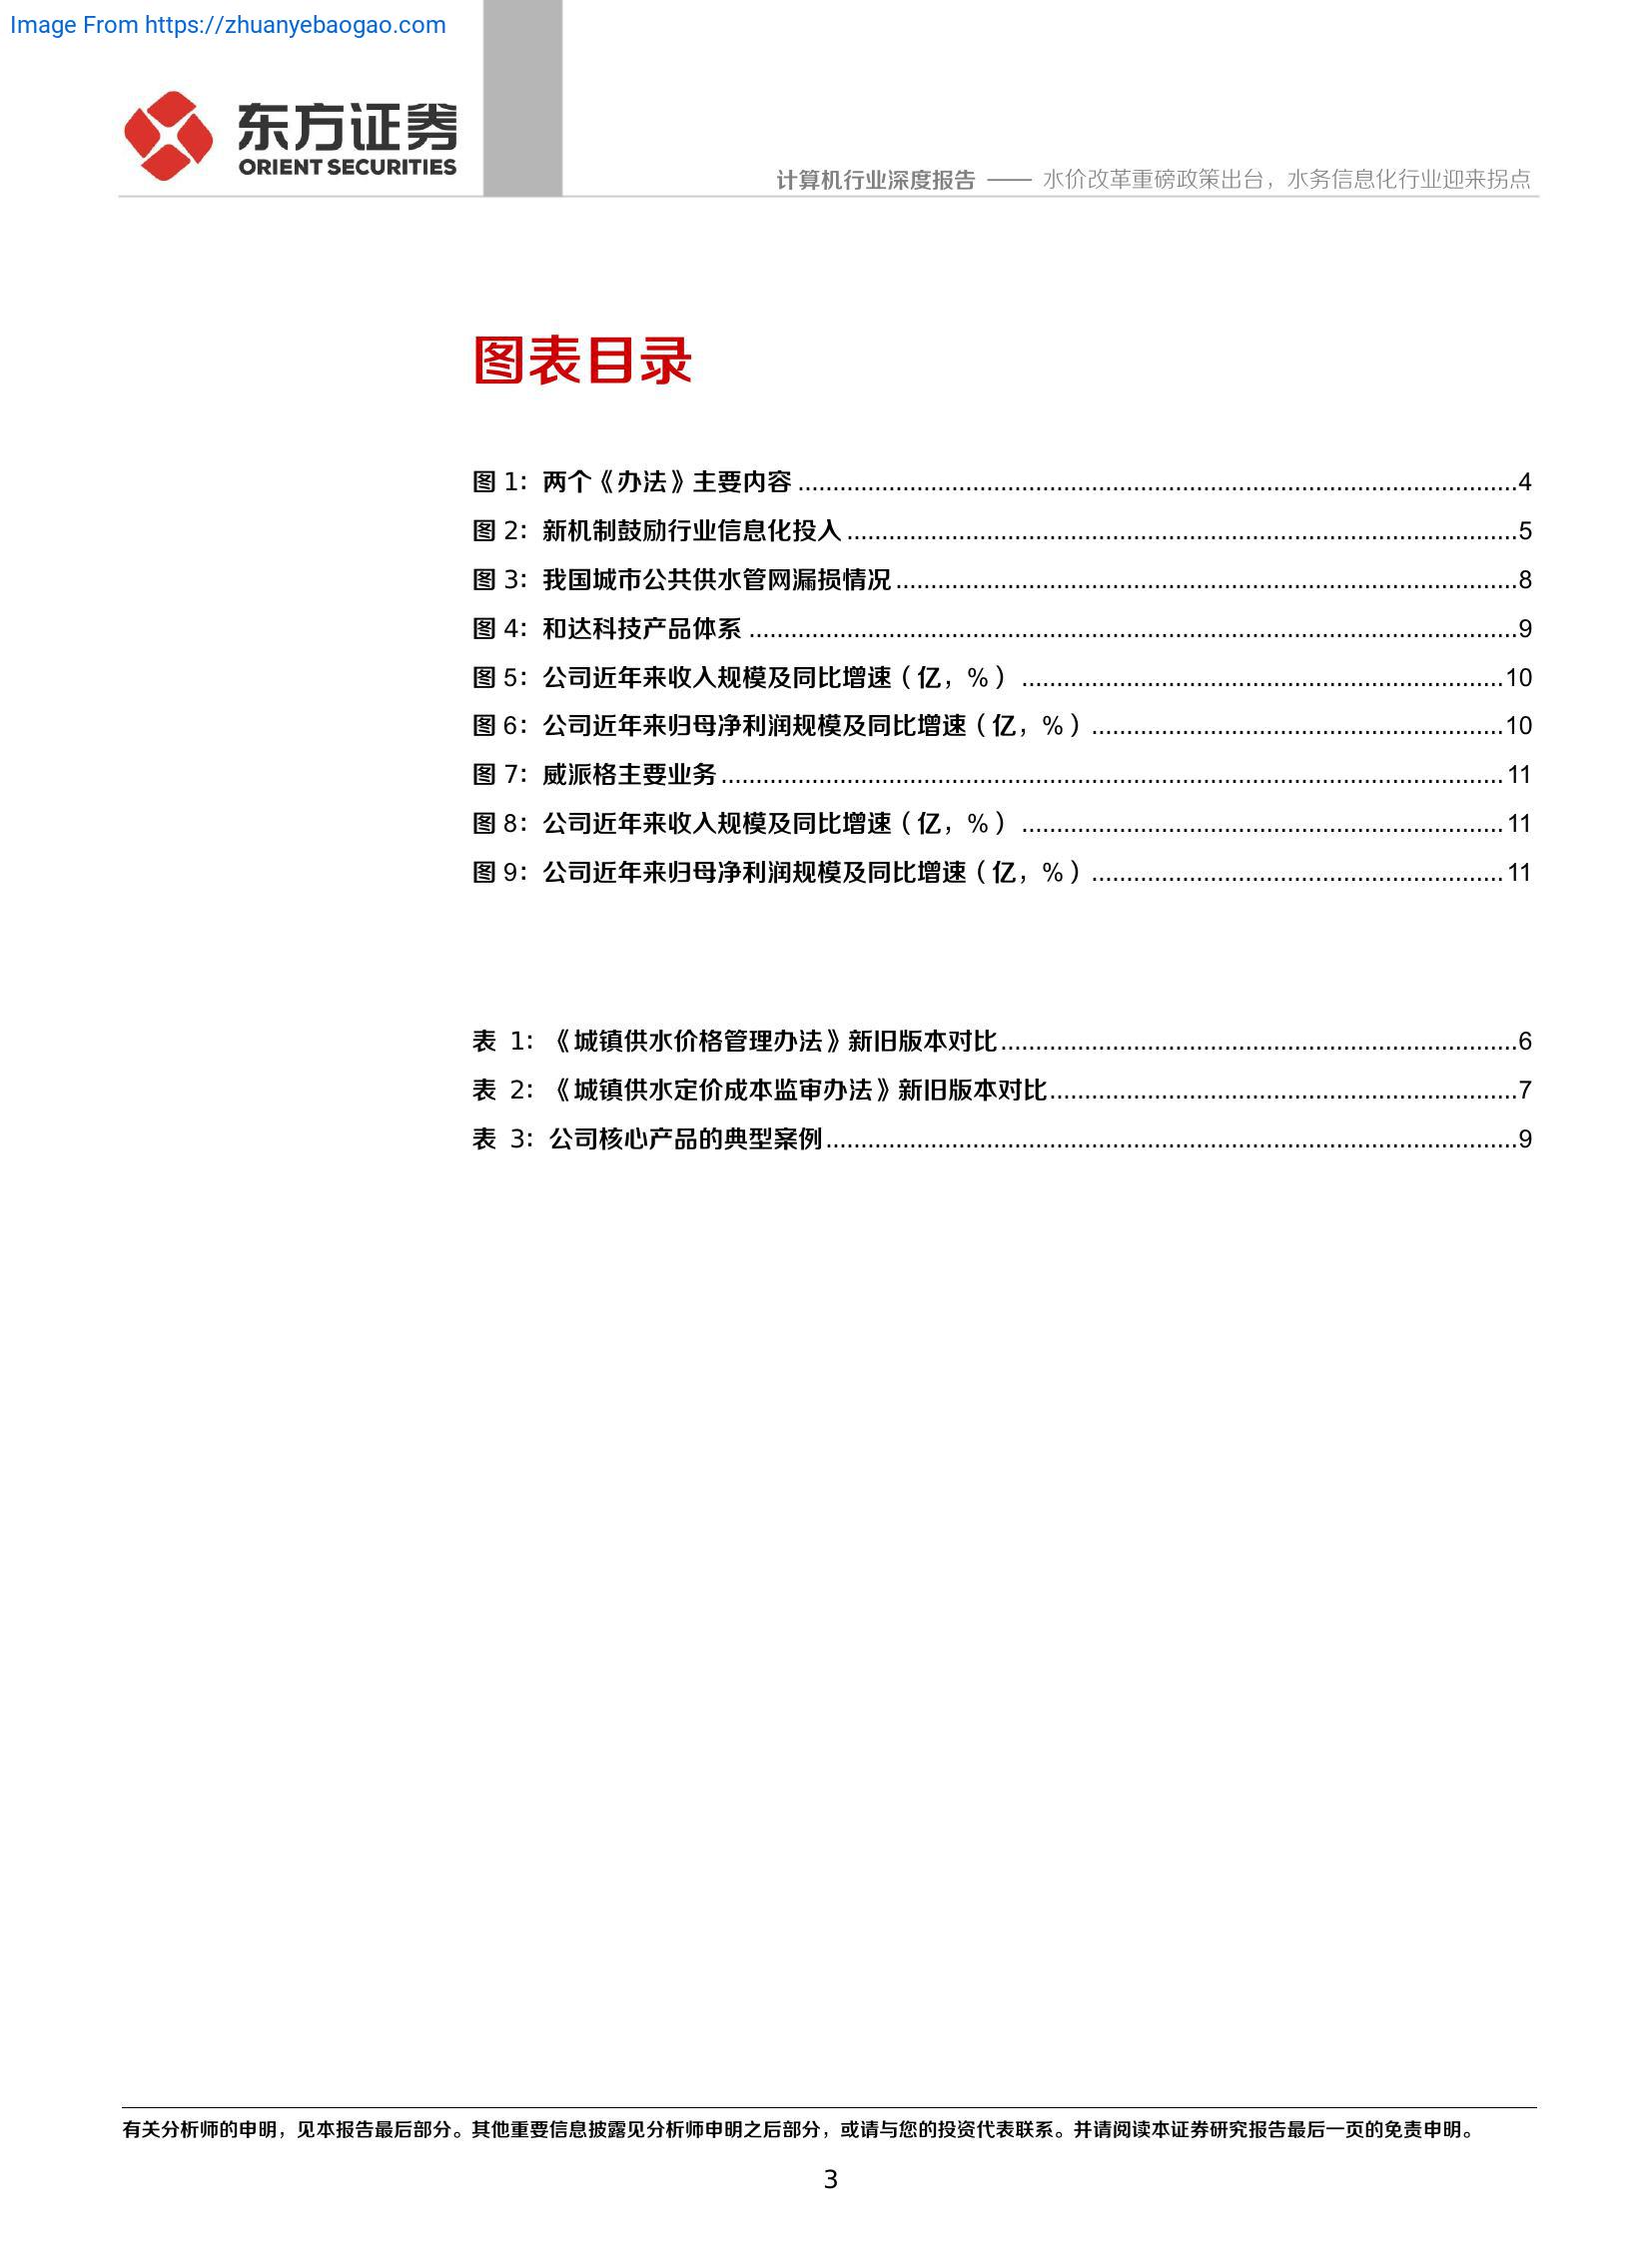 Image From https://zhuanyebaogao.com
东方证券
ORIENT SECURITIES
计算机行业深度报告 —— 水价改革重磅政策出台，水务信息化行业迎来拐点
图表目录
图 1：两个《办法》主要内容 ........................................ 4
图 2：新机制鼓励行业信息化投入 ........................................ 5
图 3：我国城市公共供水管网漏损情况 ........................................ 8
图 4：和达科技产品体系 ........................................ 9
图 5：公司近年来收入规模及同比增速（亿，%） ........................................ 10
图 6：公司近年来归母净利润规模及同比增速（亿，%） ........................................ 10
图 7：威派格主要业务 ........................................ 11
图 8：公司近年来收入规模及同比增速（亿，%） ........................................ 11
图 9：公司近年来归母净利润规模及同比增速（亿，%） ........................................ 11
表 1：《城镇供水价格管理办法》新旧版本对比 ........................................ 6
表 2：《城镇供水定价成本监审办法》新旧版本对比 ........................................ 7
表 3：公司核心产品的典型案例 ........................................ 9
有关分析师的申明，见本报告最后部分。其他重要信息披露见分析师申明之后部分，或请与您的投资代表联系。并请阅读本证券研究报告最后一页的免责申明。
3